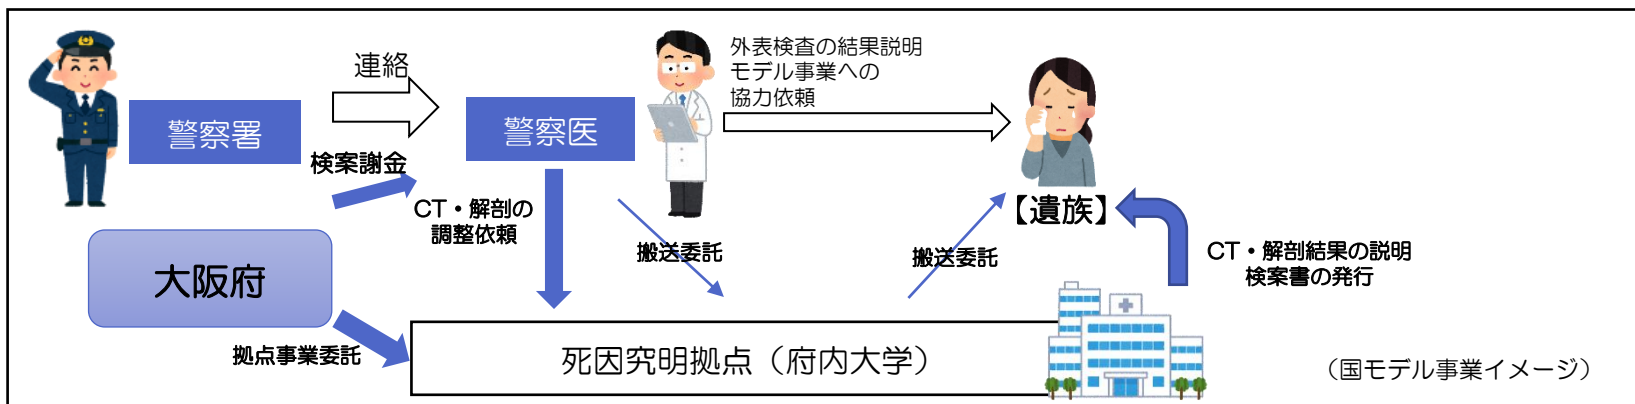 連絡
外表検査の結果説明
モデル事業への
協力依頼
警察署
警察医
検案謝金
CT・解剖の
調整依頼
【遺族】
搬送委託
搬送委託
CT・解剖結果の説明
検案書の発行
大阪府
拠点事業委託
死因究明拠点（府内大学）
（国モデル事業イメージ）